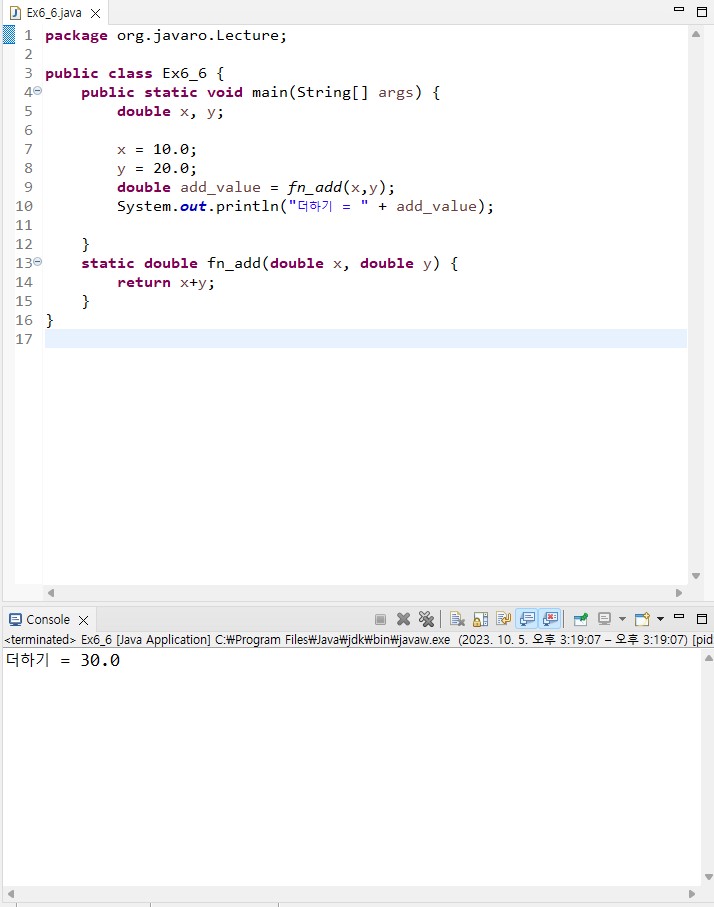 Ex6_6.java
1 package org.javaro.Lecture;
2
3 public class Ex6_6 {
4     public static void main(String[] args) {
5         double x, y;
6
7         x = 10.0;
8         y = 20.0;
9         double add_value = fn_add(x,y);
10         System.out.println("더하기 = " + add_value);
11
12     }
13     static double fn_add(double x, double y) {
14         return x+y;
15     }
16 }
17
Console
<terminated> Ex6_6 [Java Application] C:₩Program Files₩Java₩jdk₩bin₩javaw.exe  (2023. 10. 5. 오후 3:19:07 – 오후 3:19:07) [pid
더하기 = 30.0